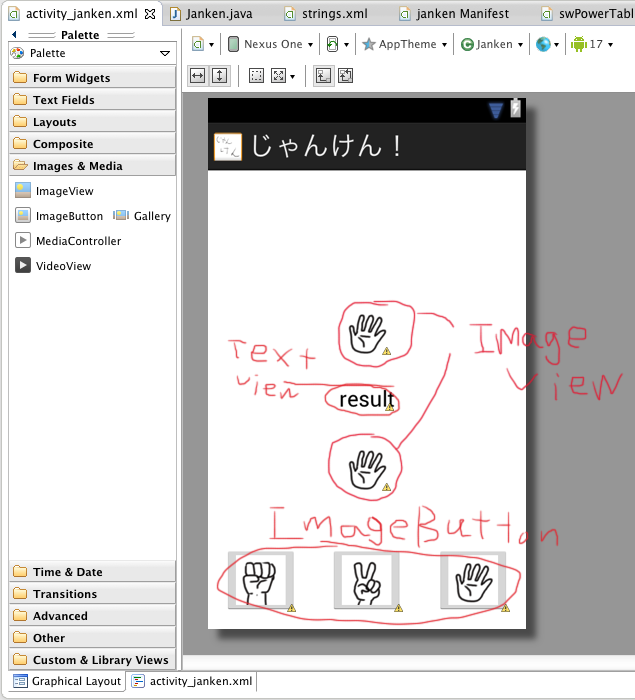 activity_janken.xml
Janken.java
strings.xml
janken Manifest
swPowerTabl
Palette
Palette
Nexus One
AppTheme
Janken
17
Form Widgets
Text Fields
Layouts
Composite
Images & Media
ImageView
ImageButton
Gallery
MediaController
VideoView
じゃんけん！
Text
View
Image
View
result
ImageButton
Time & Date
Transitions
Advanced
Other
Custom & Library Views
Graphical Layout
activity_janken.xml